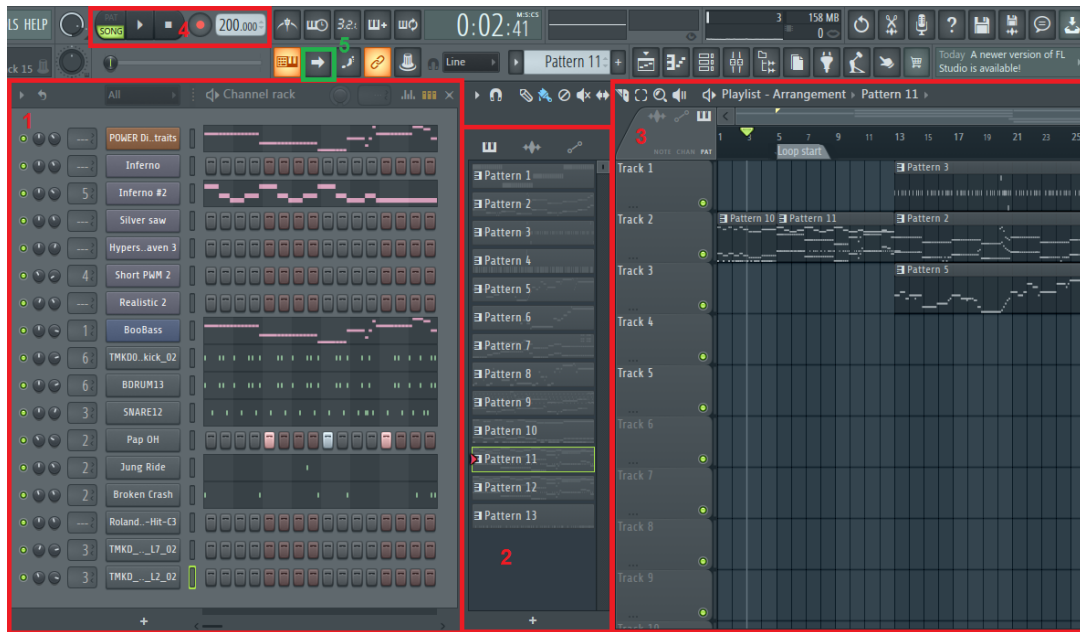 LS HELP
PAT
SONG
4
200.000
3.2:
0:02:41
M:S:CS
3
158 MB
0
5
ck 15
Line
Pattern 11
+
Today A newer version of FL
Studio is available!
All
Channel rack
Playlist - Arrangement › Pattern 11 ›
1
2
3
NOTE CHAN PAT
1 5 7 9 11 13 15 17 19 21 23 25
Loop start
POWER Di..traits
---
Inferno
---
Inferno #2
5
Silver saw
---
Hypers..aven 3
---
Short PWM 2
4
Realistic 2
---
BooBass
1
TMKD0..kick_02
6
BDRUM13
6
SNARE12
3
Pap OH
2
Jung Ride
2
Broken Crash
2
Roland..-Hit-C3
---
TMKD_..._L7_02
3
TMKD_..._L2_02
3
+
Pattern 1
Pattern 2
Pattern 3
Pattern 4
Pattern 5
Pattern 6
Pattern 7
Pattern 8
Pattern 9
Pattern 10
Pattern 11
Pattern 12
Pattern 13
+
Track 1
Pattern 3
Track 2
Pattern 10 Pattern 11 Pattern 2
Track 3
Pattern 5
Track 4
Track 5
Track 6
Track 7
Track 8
Track 9
Track 10